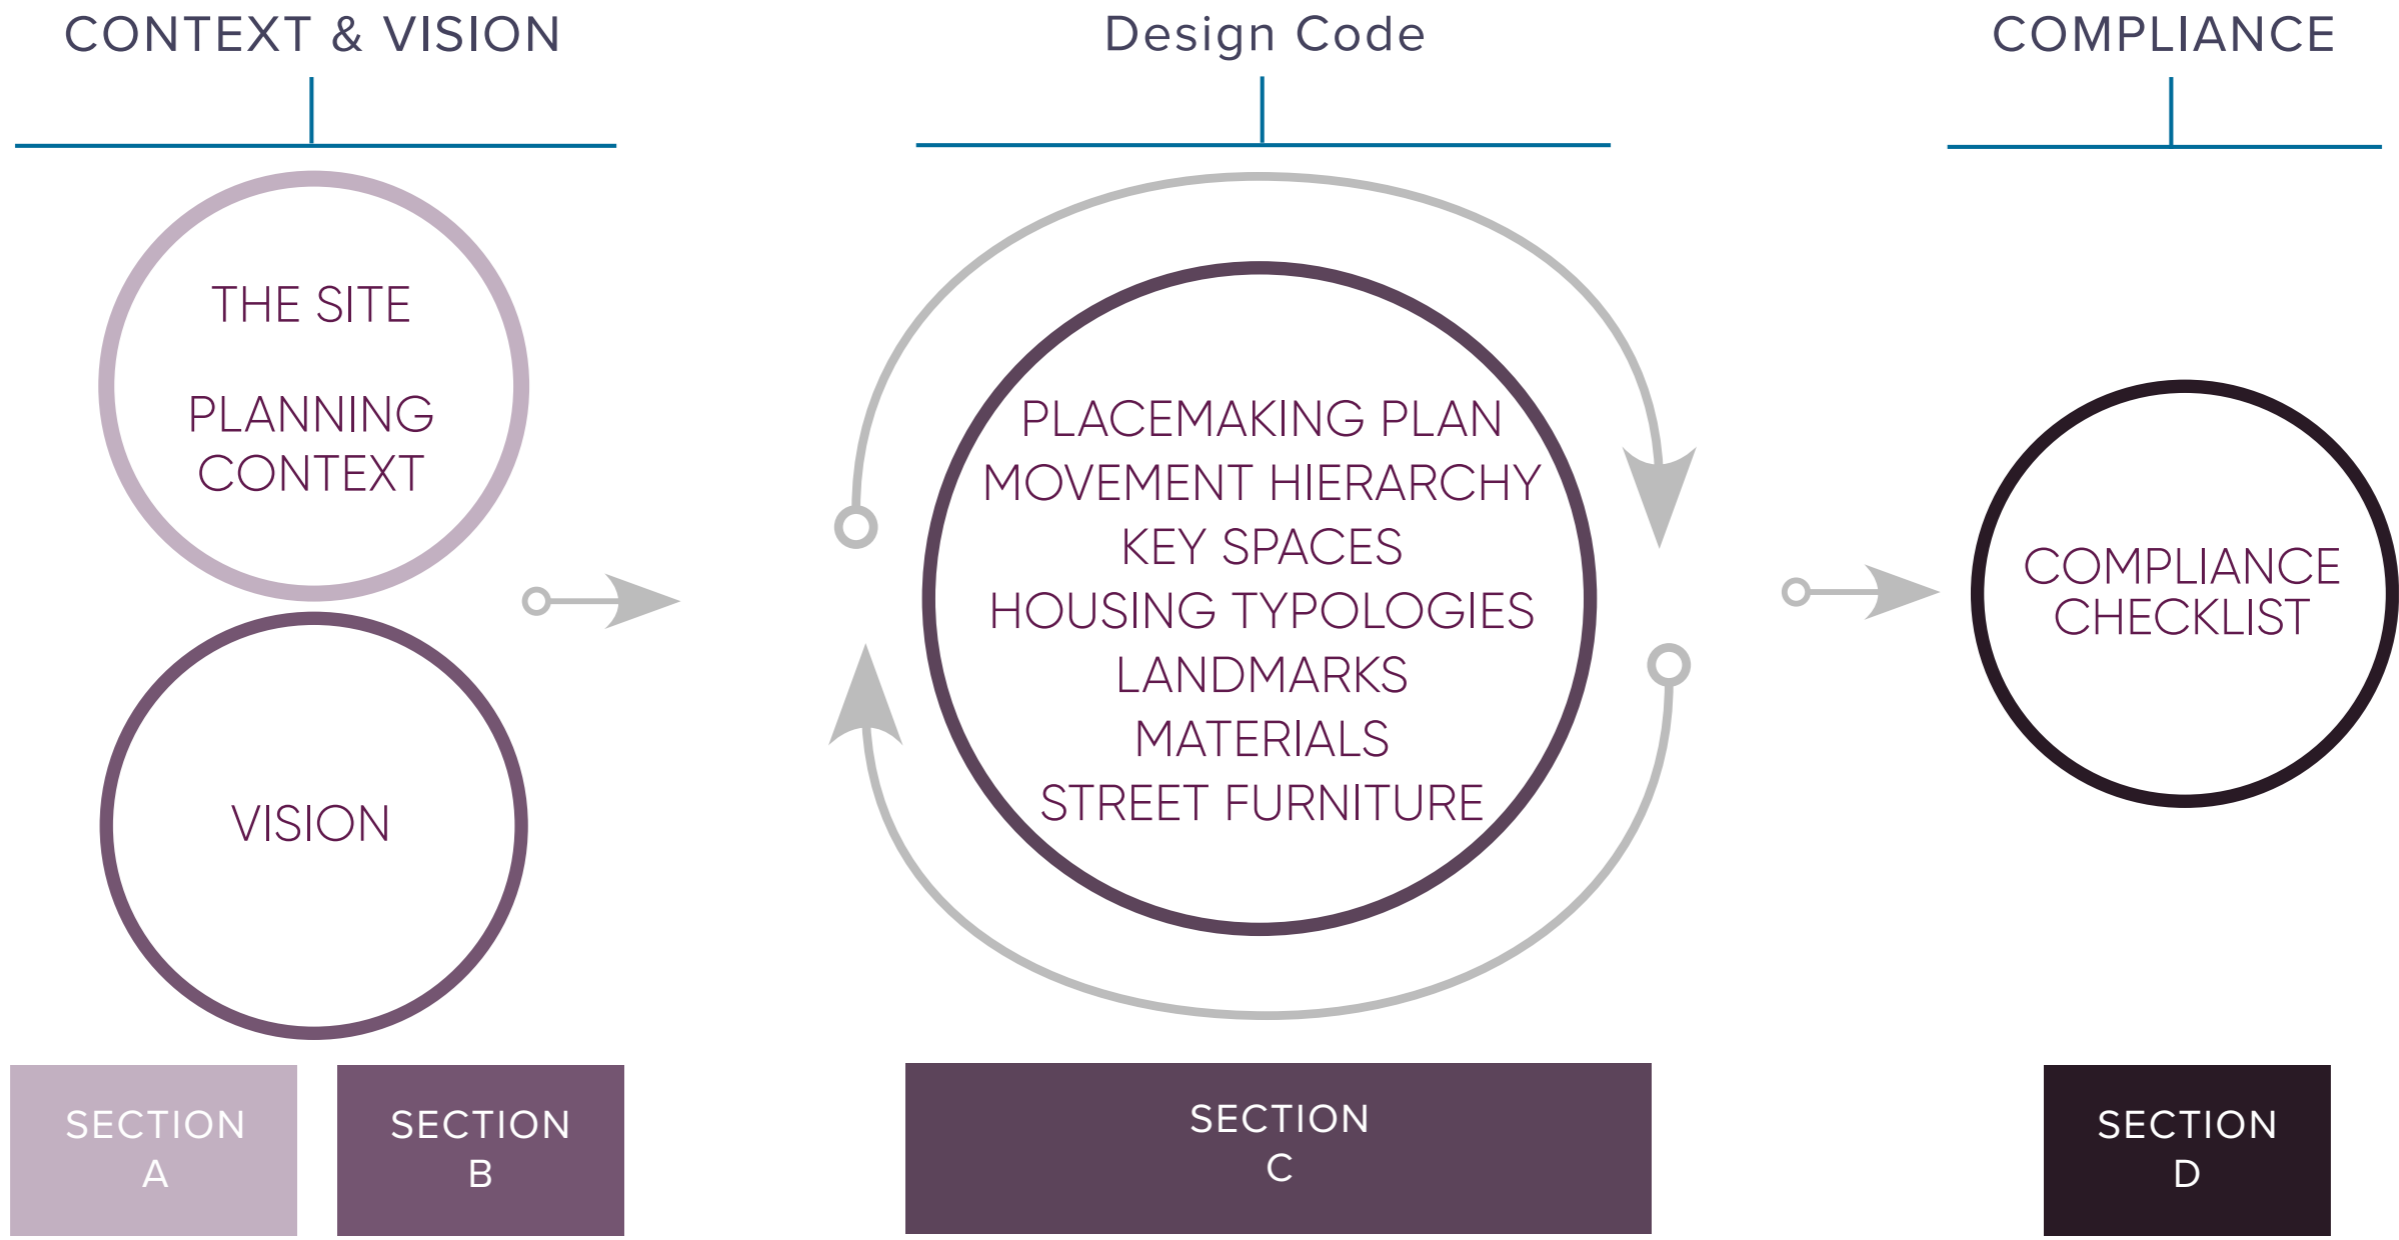 CONTEXT & VISION
THE SITE
PLANNING
CONTEXT
VISION
SECTION
A
SECTION
B
Design Code
PLACEMAKING PLAN
MOVEMENT HIERARCHY
KEY SPACES
HOUSING TYPOLOGIES
LANDMARKS
MATERIALS
STREET FURNITURE
SECTION
C
COMPLIANCE
COMPLIANCE
CHECKLIST
SECTION
D